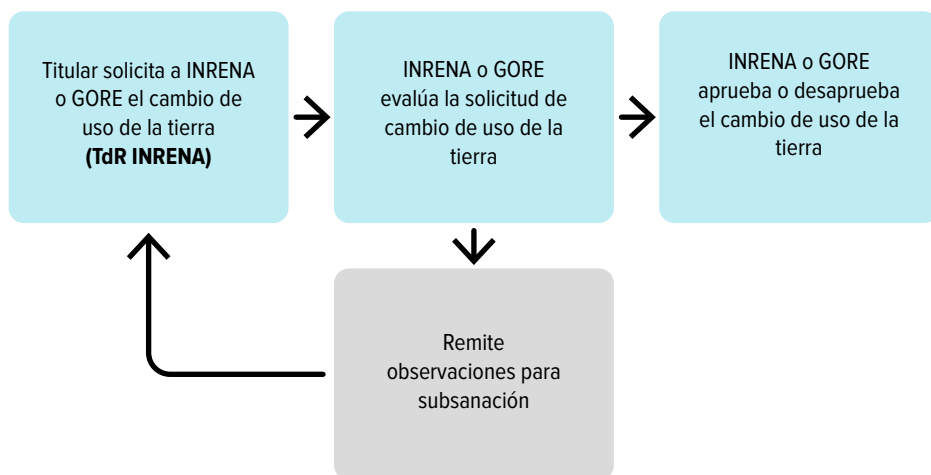 Titular solicita a INRENA
o GORE el cambio de
uso de la tierra
(TdR INRENA)
INRENA o GORE
evalúa la solicitud de
cambio de uso de la
tierra
INRENA o GORE
aprueba o desaprueba
el cambio de uso de la
tierra
Remite
observaciones para
subsanación